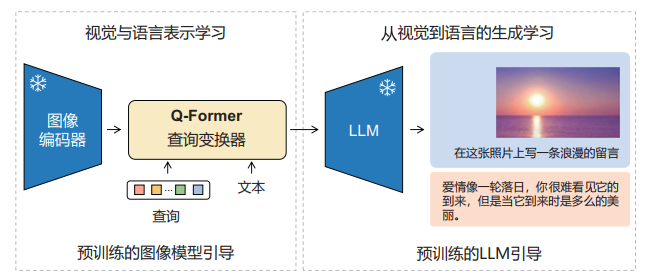 视觉与语言表示学习
从视觉到语言的生成学习
图像
编码器
Q-Former
查询变换器
...
查询
文本
LLM
在这张照片上写一条浪漫的留言
爱情像一轮落日，你很难看见它的
到来，但是当它到来时是多么的美
丽。
预训练的图像模型引导
预训练的LLM引导